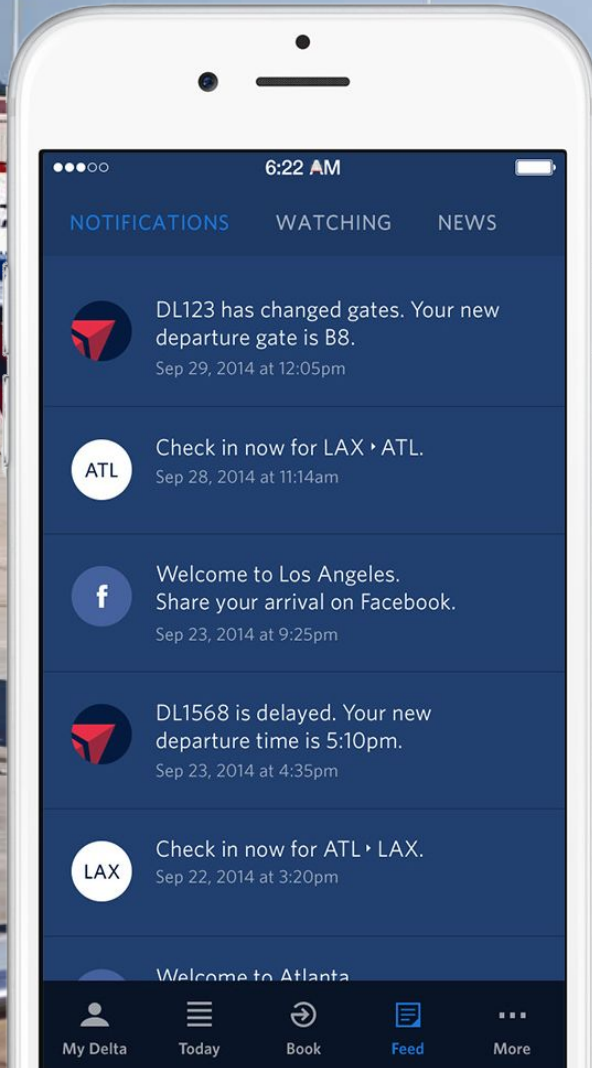 6:22 AM
NOTIFICATIONS WATCHING NEWS
DL123 has changed gates. Your new
departure gate is B8.
Sep 29, 2014 at 12:05pm
ATL
Check in now for LAX ‣ ATL.
Sep 28, 2014 at 11:14am
f
Welcome to Los Angeles.
Share your arrival on Facebook.
Sep 23, 2014 at 9:25pm
DL1568 is delayed. Your new
departure time is 5:10pm.
Sep 23, 2014 at 4:35pm
LAX
Check in now for ATL ‣ LAX.
Sep 22, 2014 at 3:20pm
Welcome to Atlanta
My Delta Today Book Feed More